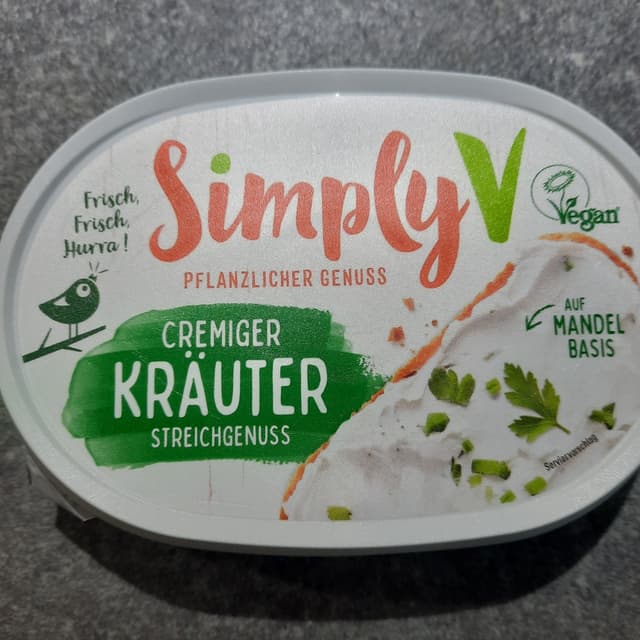 Frisch,
Frisch,
Hurra!
SimplyV
PFLANZLICHER GENUSS
Vegan
CREMIGER
KRÄUTER
STREICHGENUSS
AUF
MANDEL
BASIS
Serviervorschlag